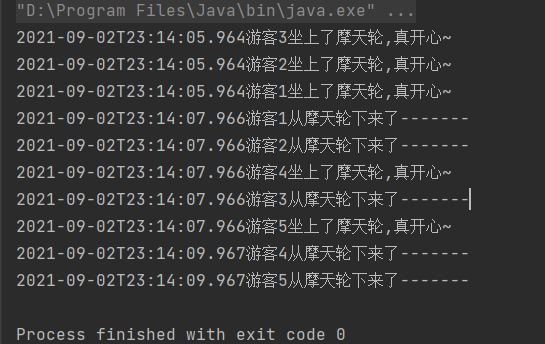 "D:\Program Files\Java\bin\java.exe" ...
2021-09-02T23:14:05.964游客3坐上了摩天轮,真开心~
2021-09-02T23:14:05.964游客2坐上了摩天轮,真开心~
2021-09-02T23:14:05.964游客1坐上了摩天轮,真开心~
2021-09-02T23:14:07.966游客1从摩天轮下来了-------
2021-09-02T23:14:07.966游客2从摩天轮下来了-------
2021-09-02T23:14:07.966游客4坐上了摩天轮,真开心~
2021-09-02T23:14:07.966游客3从摩天轮下来了-------
2021-09-02T23:14:07.966游客5坐上了摩天轮,真开心~
2021-09-02T23:14:09.967游客4从摩天轮下来了-------
2021-09-02T23:14:09.967游客5从摩天轮下来了-------
Process finished with exit code 0